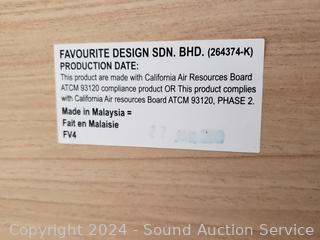 FAVOURITE DESIGN SDN. BHD. (264374-K)
PRODUCTION DATE:
This product are made with California Air Resources Board
ATCM 93120 compliance product OR This product complies
with California Air resources Board ATCM 93120, PHASE 2.
Made in Malaysia =
Fait en Malaisie
FV4
Copyright © 2024 - Sound Auction Service